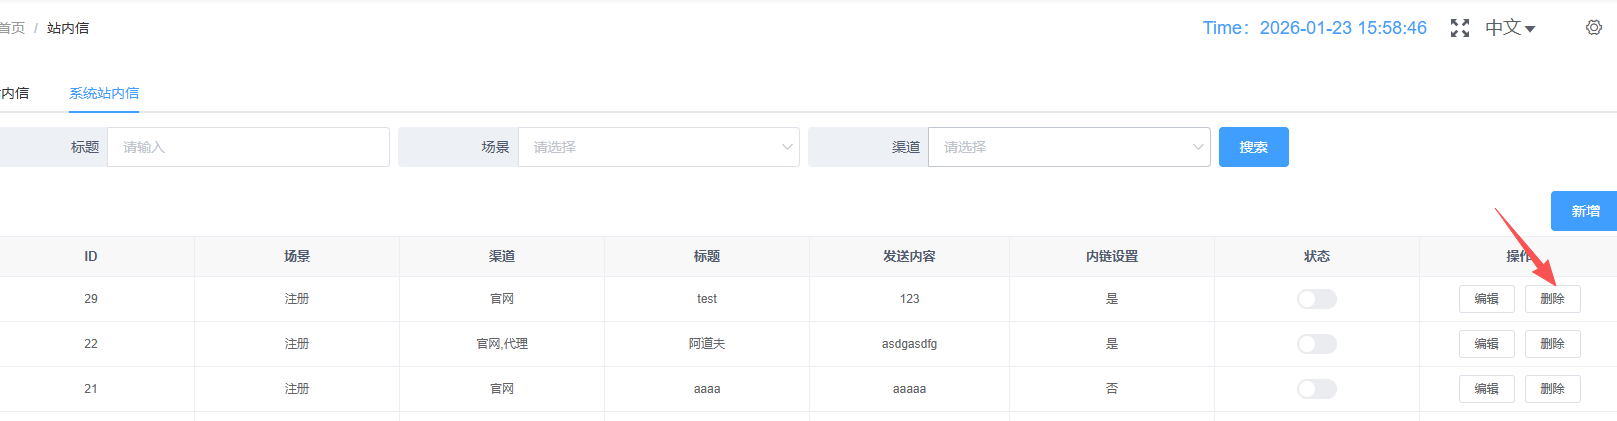 首页 / 站内信
Time：2026-01-23 15:58:46 中文
内信 系统站内信
标题 请输入 场景 请选择 渠道 请选择 搜索
新增
ID 场景 渠道 标题 发送内容 内链设置 状态 操作
29 注册 官网 test 123 是 编辑 删除
22 注册 官网,代理 阿道夫 asdgasdfg 是 编辑 删除
21 注册 官网 aaaa aaaaa 否 编辑 删除